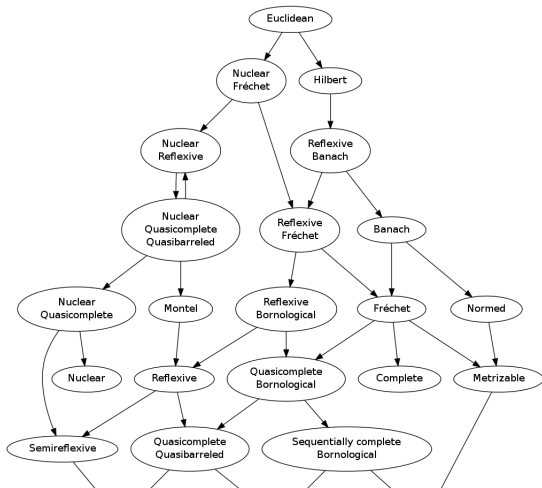 Euclidean
Nuclear
Fréchet
Hilbert
Nuclear
Reflexive
Reflexive
Banach
Nuclear
Quasicomplete
Quasibarreled
Reflexive
Fréchet
Banach
Nuclear
Quasicomplete
Montel
Reflexive
Bornological
Fréchet
Normed
Nuclear
Reflexive
Quasicomplete
Bornological
Complete
Metrizable
Semireflexive
Quasicomplete
Quasibarreled
Sequentially complete
Bornological